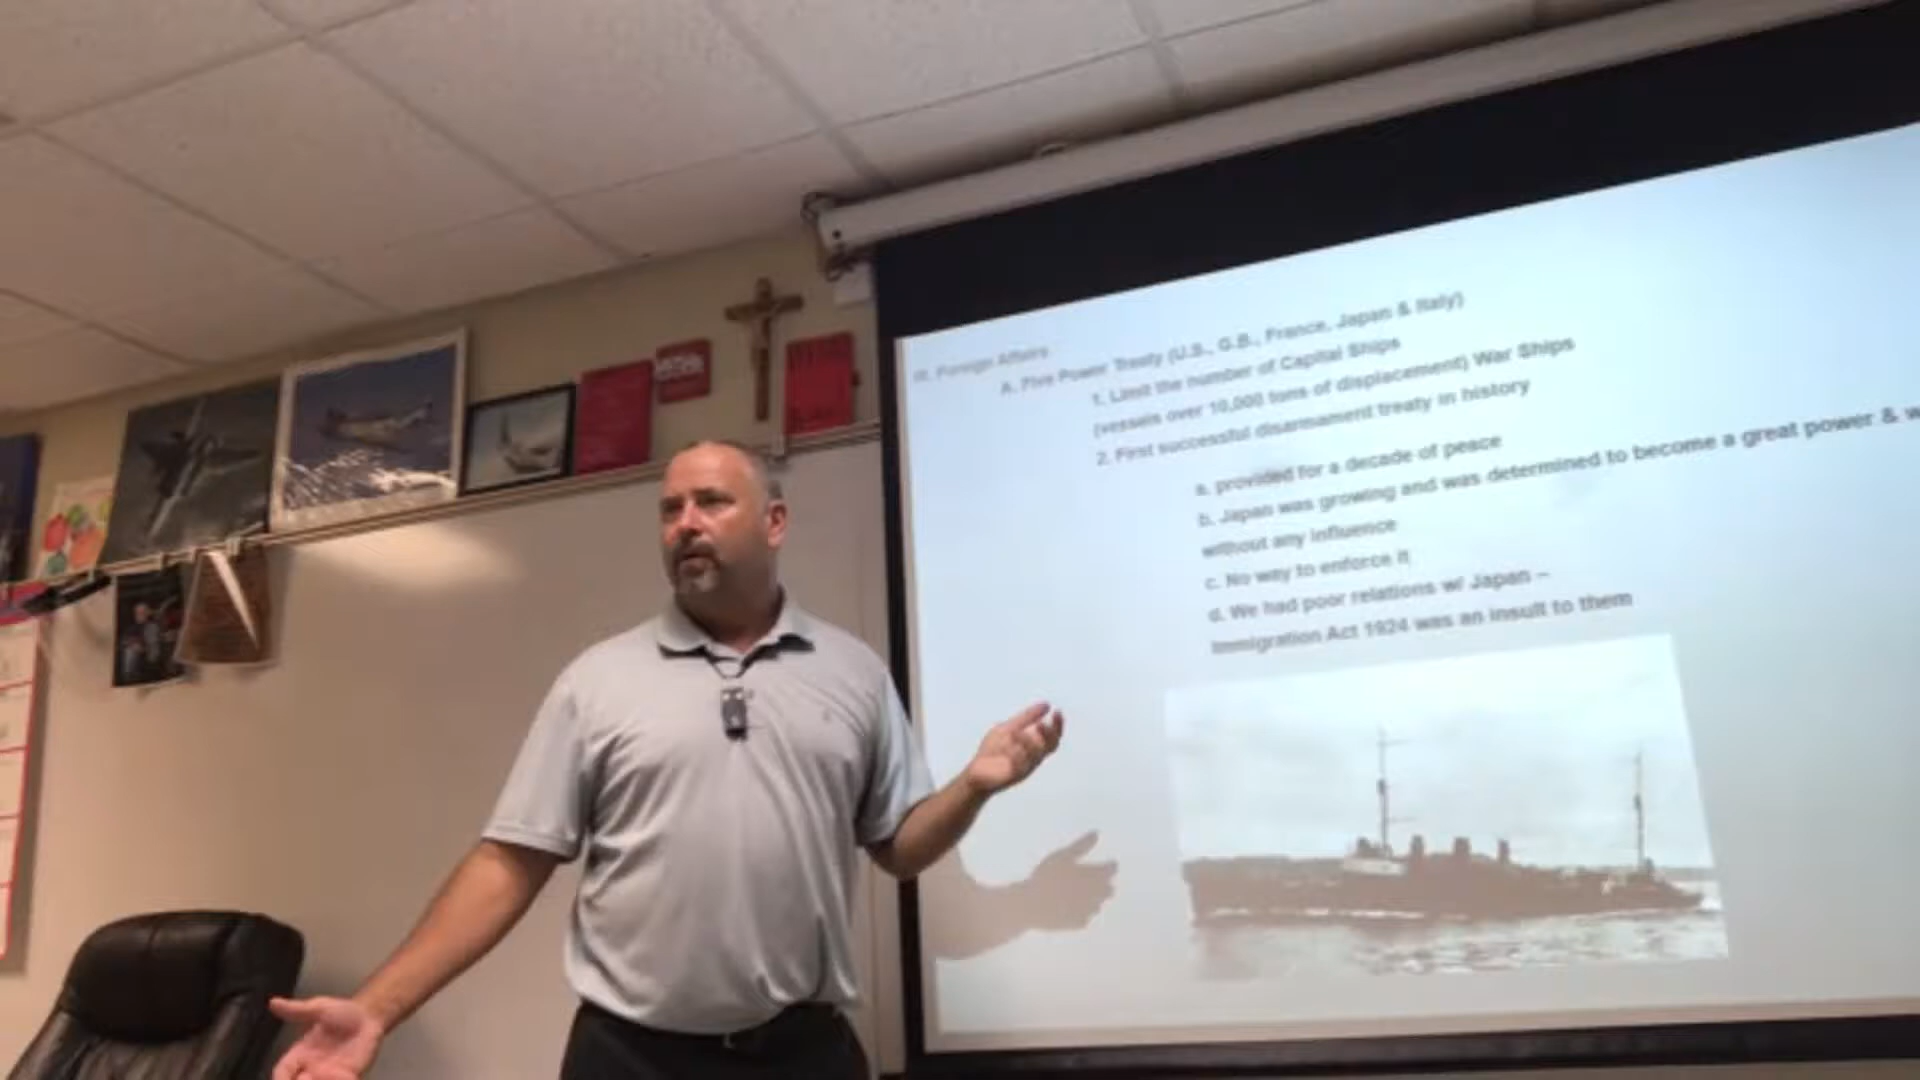 III. Foreign Affairs
A. Five Power Treaty (U.S., G.B., France, Japan & Italy)
1. Limit the number of Capital Ships
(vessels over 10,000 tons of displacement) War Ships
2. First successful disarmament treaty in history
a. provided for a decade of peace
b. Japan was growing and was determined to become a great power & w
without any influence
c. No way to enforce it
d. We had poor relations w/ Japan –
Immigration Act 1924 was an insult to them